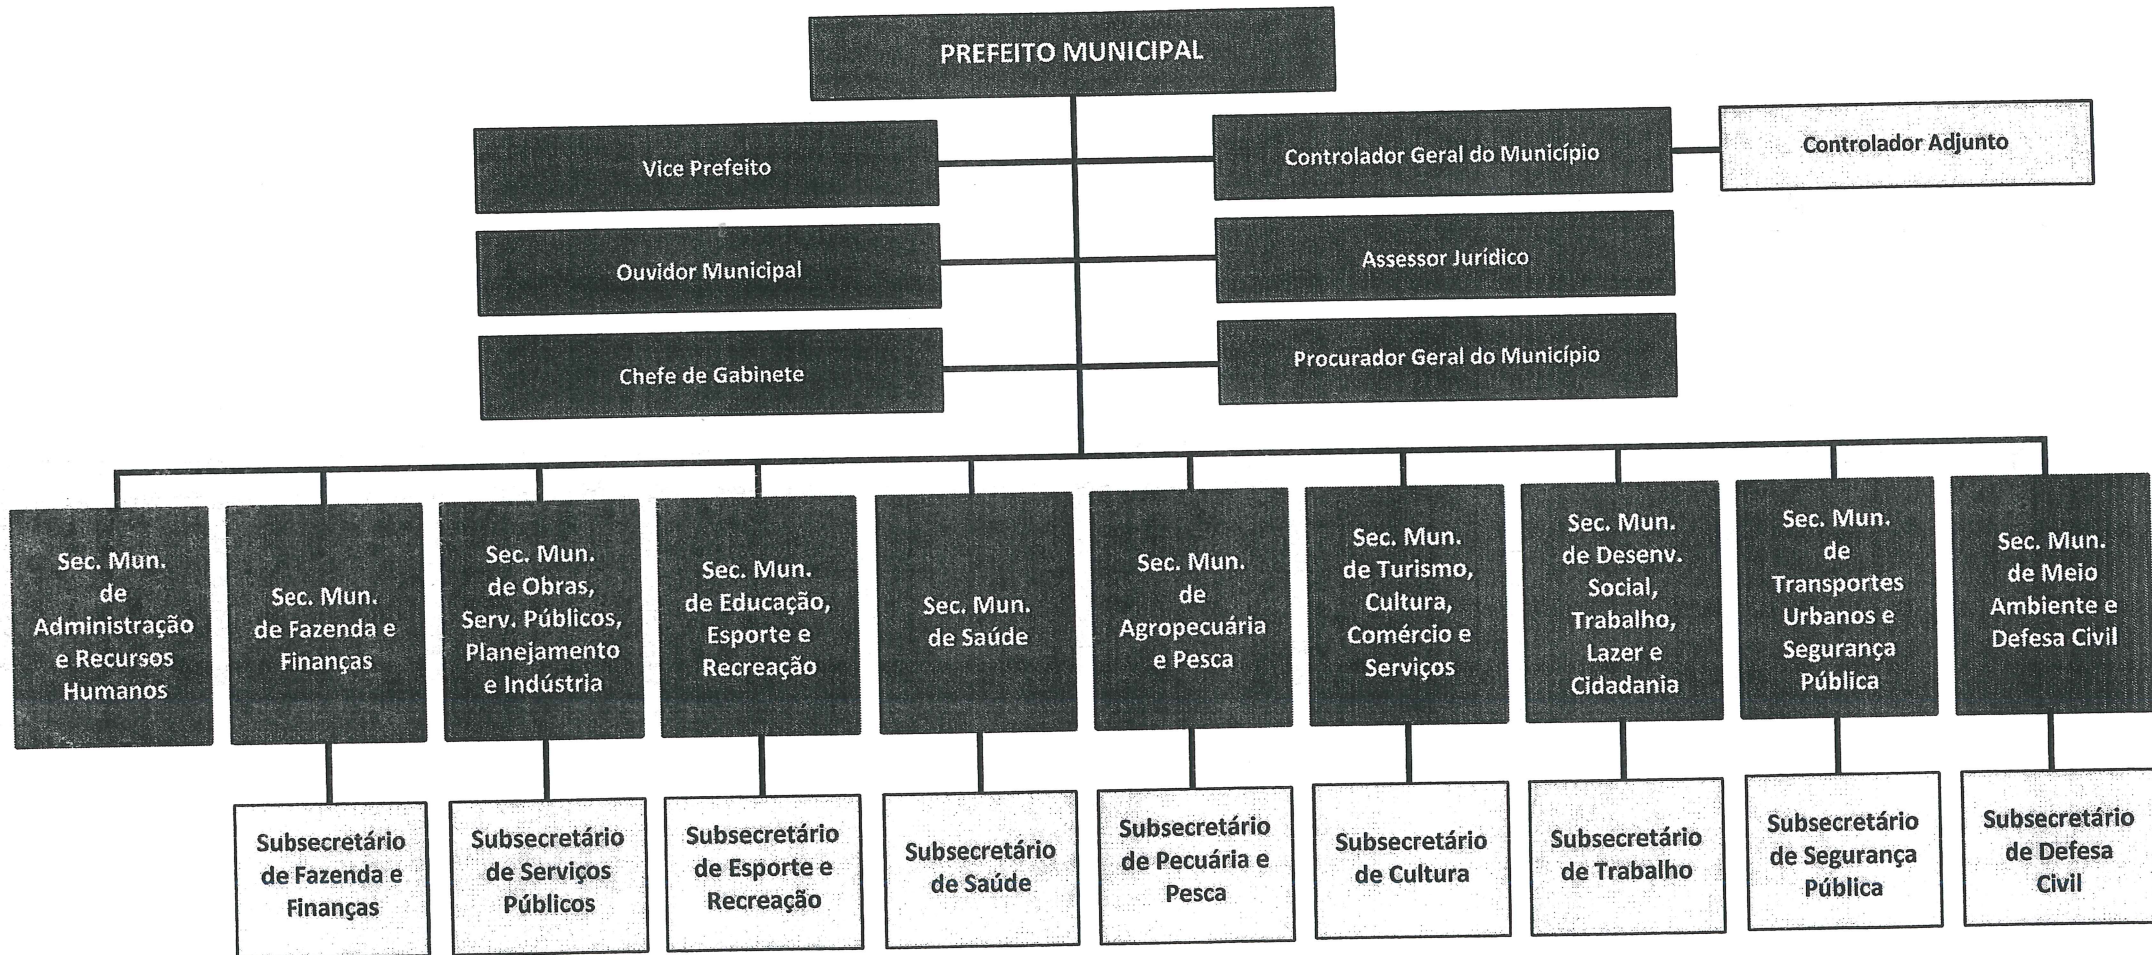 PREFEITO MUNICIPAL
Vice Prefeito
Controlador Geral do Município
Controlador Adjunto
Ouvidor Municipal
Assessor Jurídico
Chefe de Gabinete
Procurador Geral do Município
Sec. Mun.
de
Administração
e Recursos
Humanos
Sec. Mun.
de Fazenda e
Finanças
Sec. Mun.
de Obras,
Serv. Públicos,
Planejamento
e Indústria
Sec. Mun.
de Educação,
Esporte e
Recreação
Sec. Mun.
de Saúde
Sec. Mun.
de
Agropecuária
e Pesca
Sec. Mun.
de Turismo,
Cultura,
Comércio e
Serviços
Sec. Mun.
de Desenv.
Social,
Trabalho,
Lazer e
Cidadania
Sec. Mun.
de
Transportes
Urbanos e
Segurança
Pública
Sec. Mun.
de Meio
Ambiente e
Defesa Civil
Subsecretário
de Fazenda e
Finanças
Subsecretário
de Serviços
Públicos
Subsecretário
de Esporte e
Recreação
Subsecretário
de Saúde
Subsecretário
de Pecuária e
Pesca
Subsecretário
de Cultura
Subsecretário
de Trabalho
Subsecretário
de Segurança
Pública
Subsecretário
de Defesa
Civil